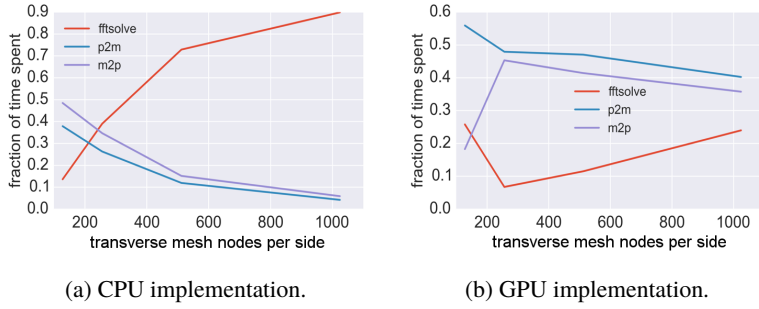 0.9
0.8
0.7
0.6
0.5
0.4
0.3
0.2
0.1
0.0
fraction of time spent
fftsolve
p2m
m2p
200 400 600 800 1000
transverse mesh nodes per side
(a) CPU implementation.
0.6
0.5
0.4
0.3
0.2
0.1
0.0
fraction of time spent
fftsolve
p2m
m2p
200 400 600 800 1000
transverse mesh nodes per side
(b) GPU implementation.